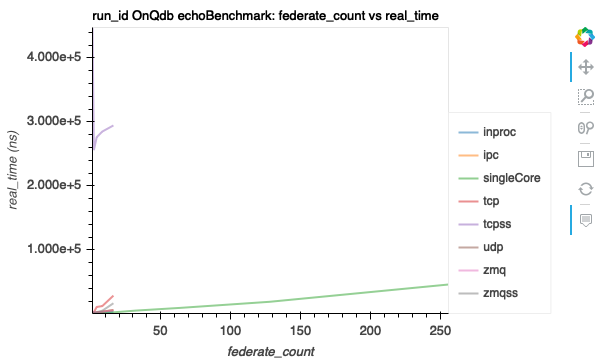 run_id OnQdb echoBenchmark: federate_count vs real_time
4.000e+5
3.000e+5
2.000e+5
1.000e+5
real_time (ns)
50
100
150
200
250
federate_count
inproc
ipc
singleCore
tcp
tcpss
udp
zmq
zmqss